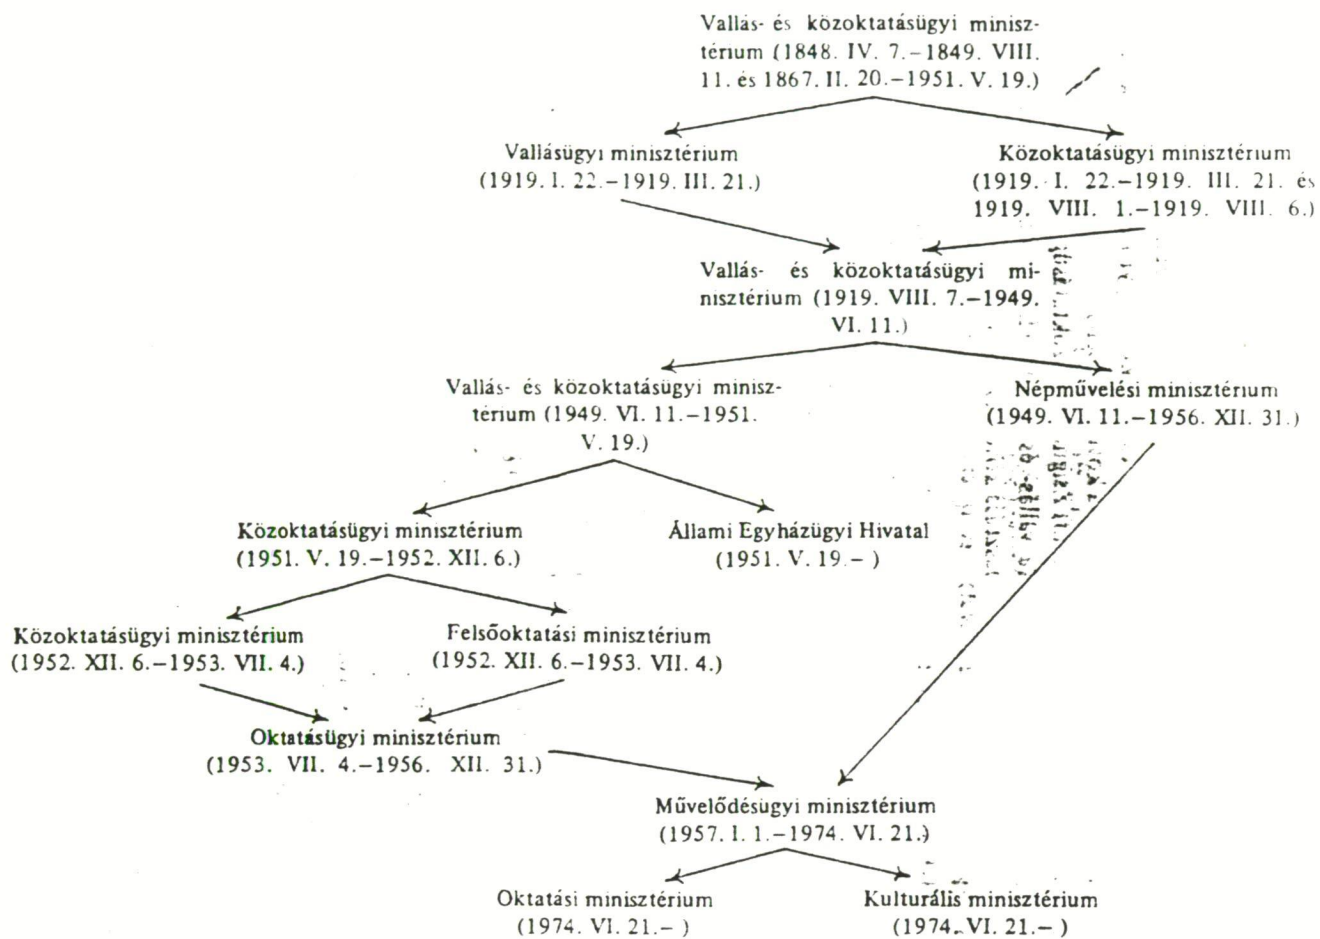 Vallás- és közoktatásügyi minisz-
térium (1848. IV. 7.–1849. VIII.
11. és 1867. II. 20.–1951. V. 19.)
Vallásügyi minisztérium
(1919. I. 22.–1919. III. 21.)
Közoktatásügyi minisztérium
(1919. I. 22.–1919. III. 21. és
1919. VIII. 1.–1919. VIII. 6.)
Vallás- és közoktatásügyi mi-
nisztérium (1919. VIII. 7.–1949.
VI. 11.)
Vallás- és közoktatásügyi minisz-
térium (1949. VI. 11.–1951.
V. 19.)
Népművelési minisztérium
(1949. VI. 11.–1956. XII. 31.)
Közoktatásügyi minisztérium
(1951. V. 19.–1952. XII. 6.)
Állami Egyházügyi Hivatal
(1951. V. 19.– )
Közoktatásügyi minisztérium
(1952. XII. 6.–1953. VII. 4.)
Felsőoktatási minisztérium
(1952. XII. 6.–1953. VII. 4.)
Oktatásügyi minisztérium
(1953. VII. 4.–1956. XII. 31.)
Művelődésügyi minisztérium
(1957. I. 1.–1974. VI. 21.)
Oktatási minisztérium
(1974. VI. 21.– )
Kulturális minisztérium
(1974. VI. 21.– )